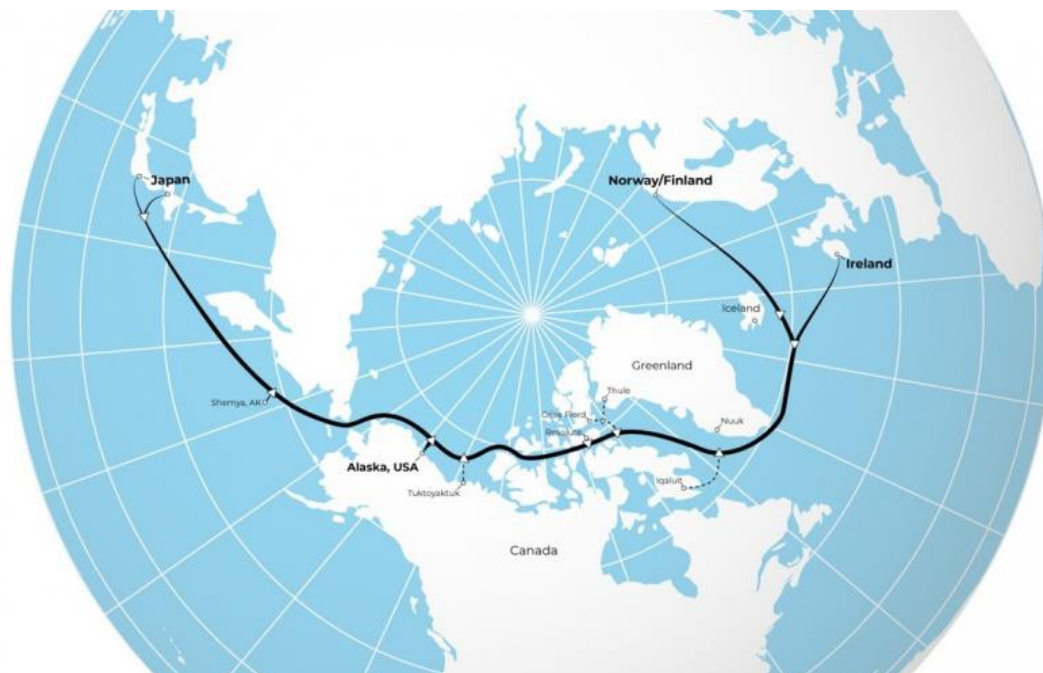 Japan
Norway/Finland
Ireland
Iceland
Greenland
Thule
Shemya, AK
Grise Fiord
Nuuk
Resolute
Alaska, USA
Iqaluit
Tuktoyaktuk
Canada